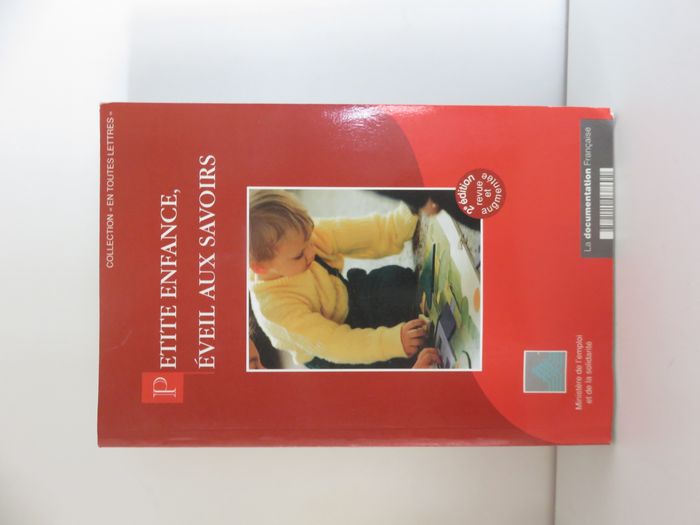 COLLECTION « EN TOUTES LETTRES »
PETITE ENFANCE,
ÉVEIL AUX SAVOIRS
2e édition
revue
et
augmentée
Ministère de l'emploi
et de la solidarité
La documentation Française